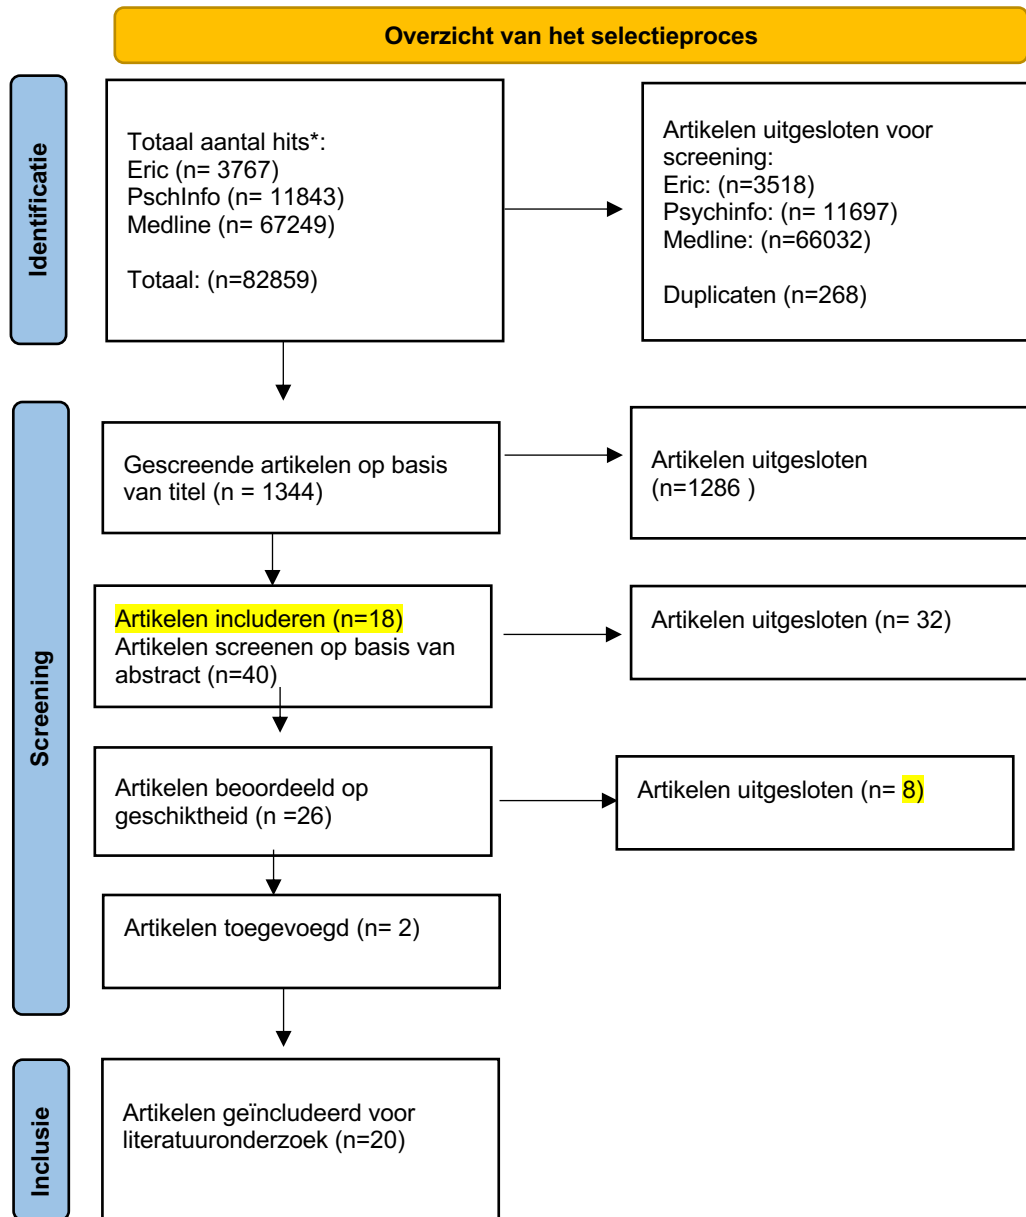 Overzicht van het selectieproces
Identificatie
Totaal aantal hits*:
Eric (n= 3767)
PschInfo (n= 11843)
Medline (n= 67249)
Totaal: (n=82859)
Artikelen uitgesloten voor
screening:
Eric: (n=3518)
Psychinfo: (n= 11697)
Medline: (n=66032)
Duplicaten (n=268)
Screening
Gescreende artikelen op basis
van titel (n = 1344)
Artikelen uitgesloten
(n=1286 )
Artikelen includeren (n=18)
Artikelen screenen op basis van
abstract (n=40)
Artikelen uitgesloten (n= 32)
Artikelen beoordeeld op
geschiktheid (n =26)
Artikelen uitgesloten (n= 8)
Artikelen toegevoegd (n= 2)
Inclusie
Artikelen geïncludeerd voor
literatuuronderzoek (n=20)